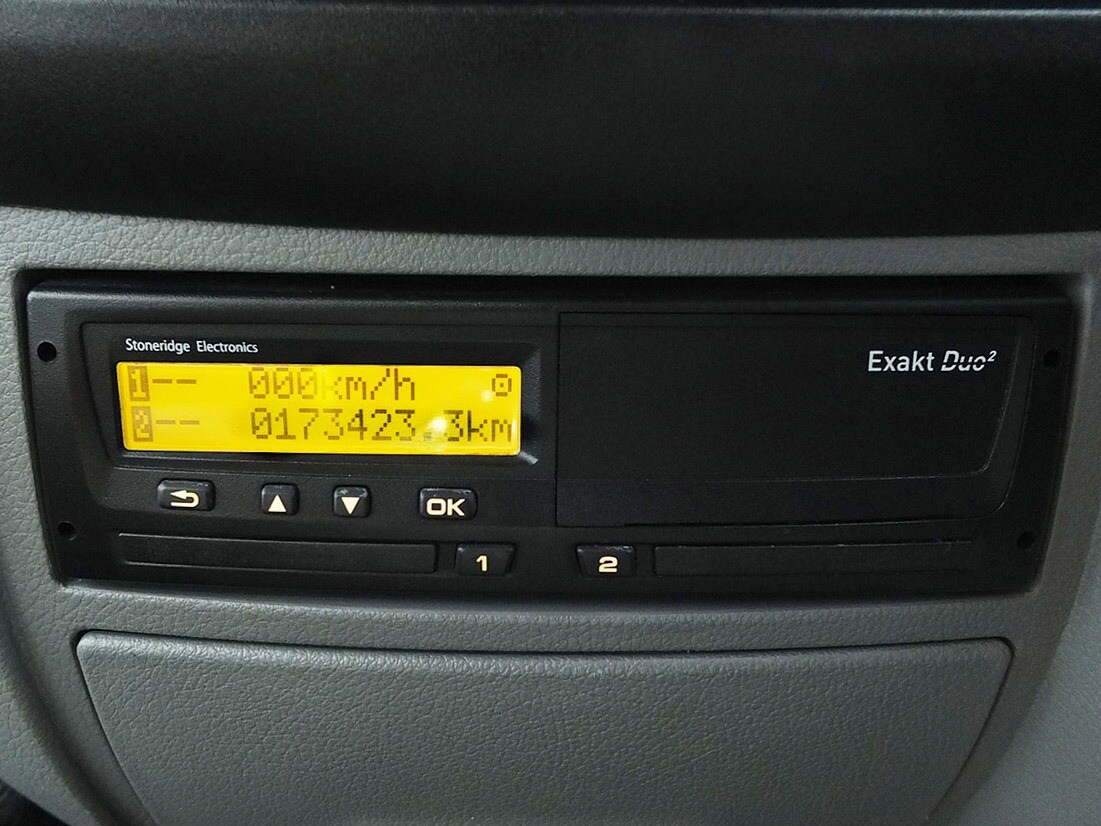 Stoneridge Electronics
Exakt Duo²
1-- 000km/h
2-- 0173423.3km
OK
1
2